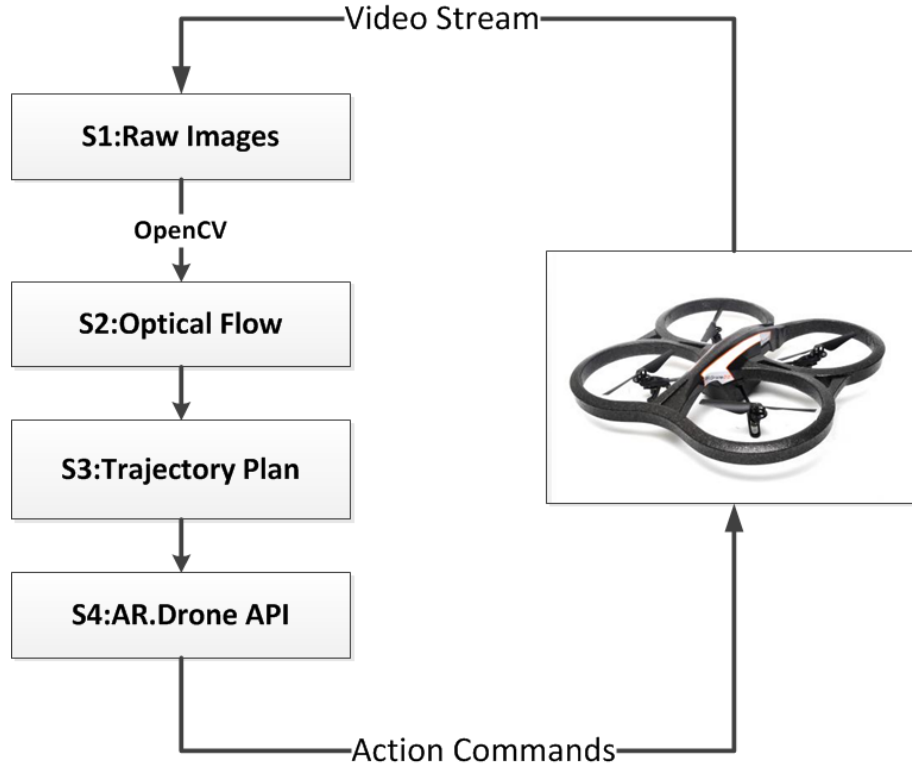 Video Stream
S1:Raw Images
OpenCV
S2:Optical Flow
S3:Trajectory Plan
S4:AR.Drone API
Action Commands